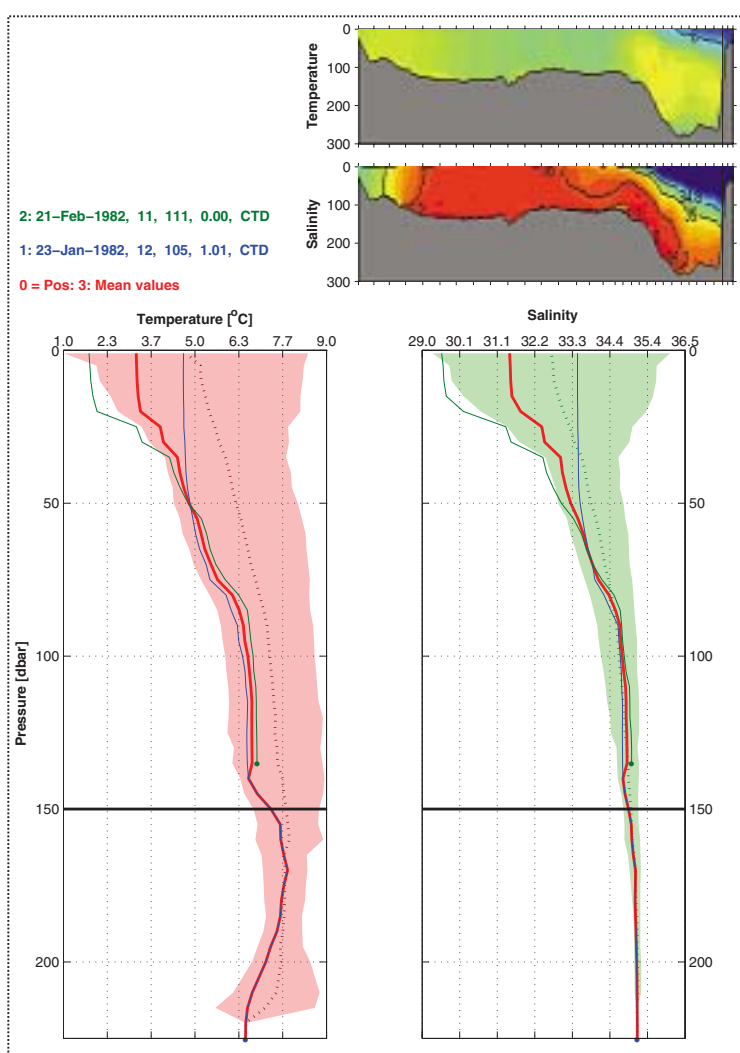 0
100
200
300
Temperature
0
100
200
300
Salinity
2: 21–Feb–1982, 11, 111, 0.00, CTD
1: 23–Jan–1982, 12, 105, 1.01, CTD
0 = Pos: 3: Mean values
Temperature [°C]
1.0 2.3 3.7 5.0 6.3 7.7 9.0
0
50
100
150
200
Pressure [dbar]
Salinity
29.0 30.1 31.1 32.2 33.3 34.4 35.4 36.5
0
50
100
150
200